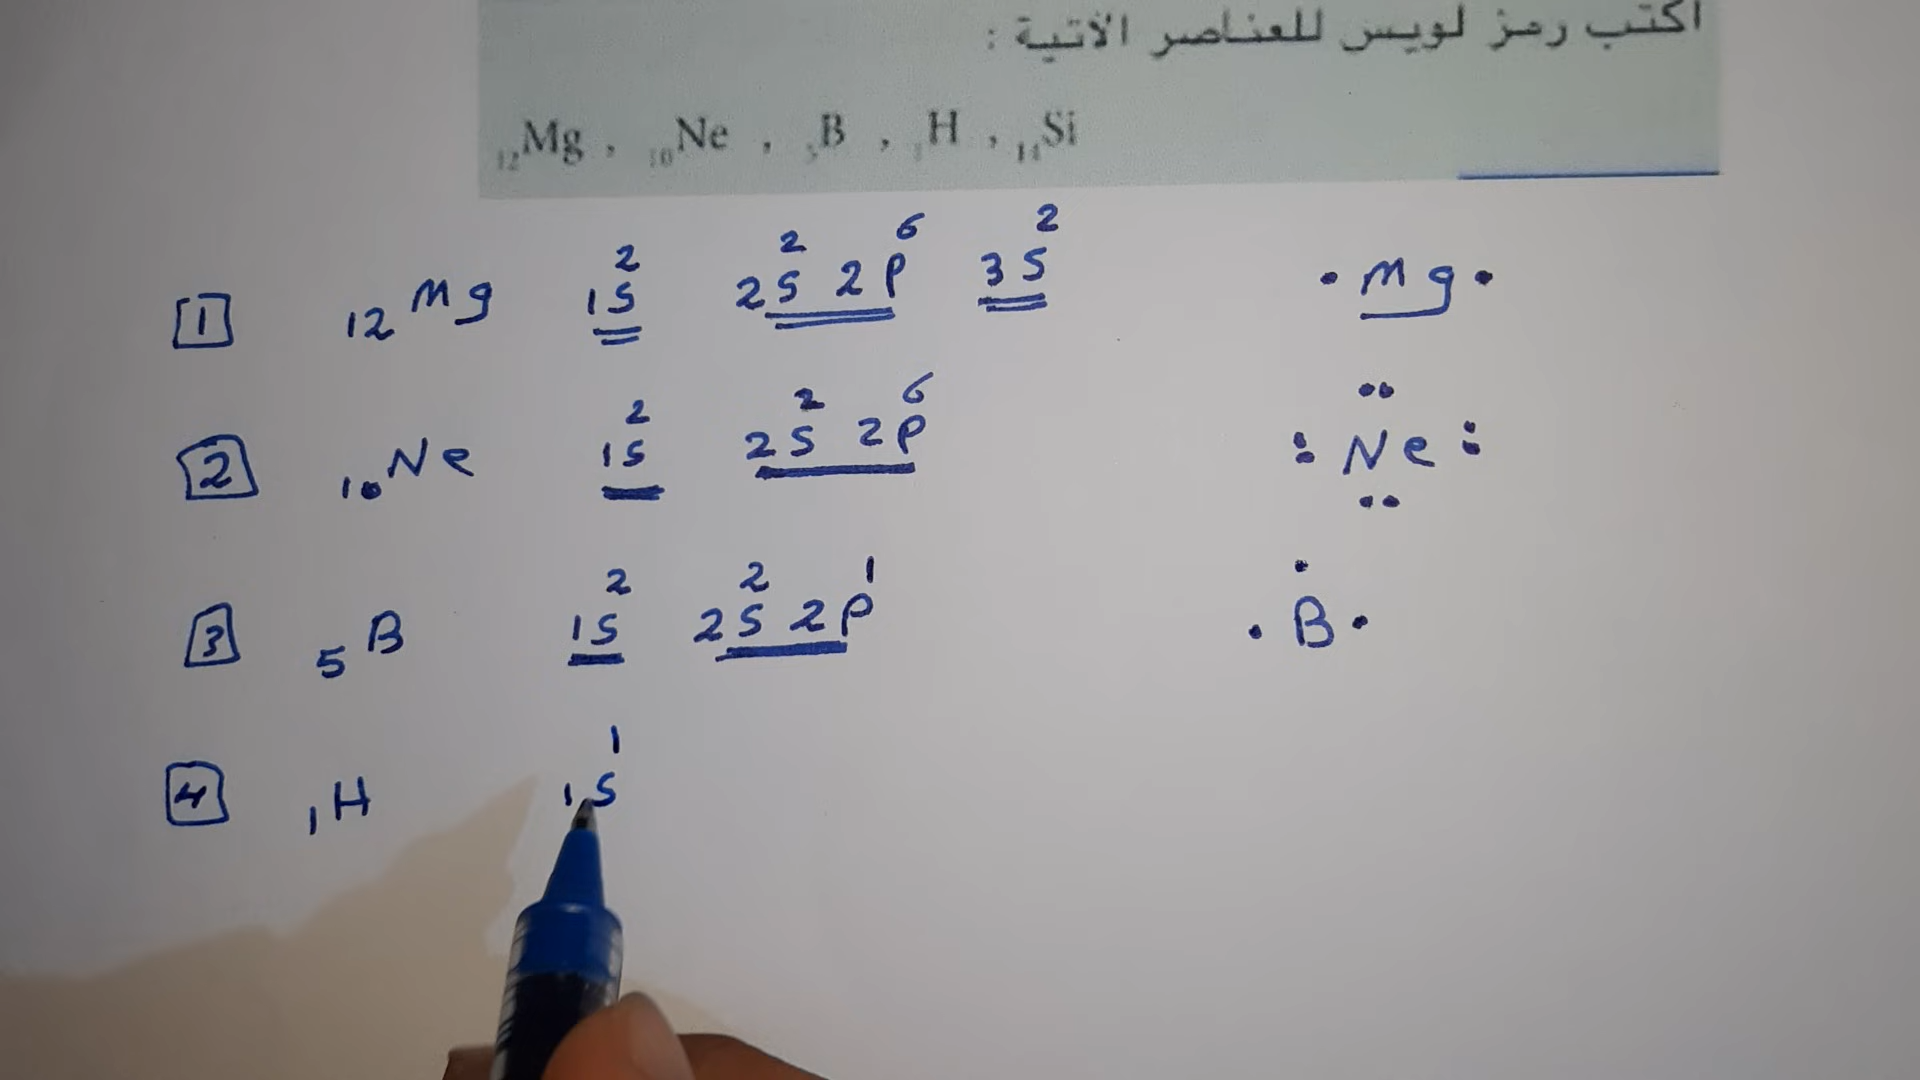 اكتب رمز لويس للعناصر الآتية :
₁₂Mg , ₁₀Ne , ₅B , ₁H , ₁₄Si
1 ₁₂Mg 1S² 2S² 2P⁶ 3S² • Mg •
2 ₁₀Ne 1S² 2S² 2P⁶ : Ne :
3 ₅B 1S² 2S² 2P¹ • B •
4 ₁H 1S¹